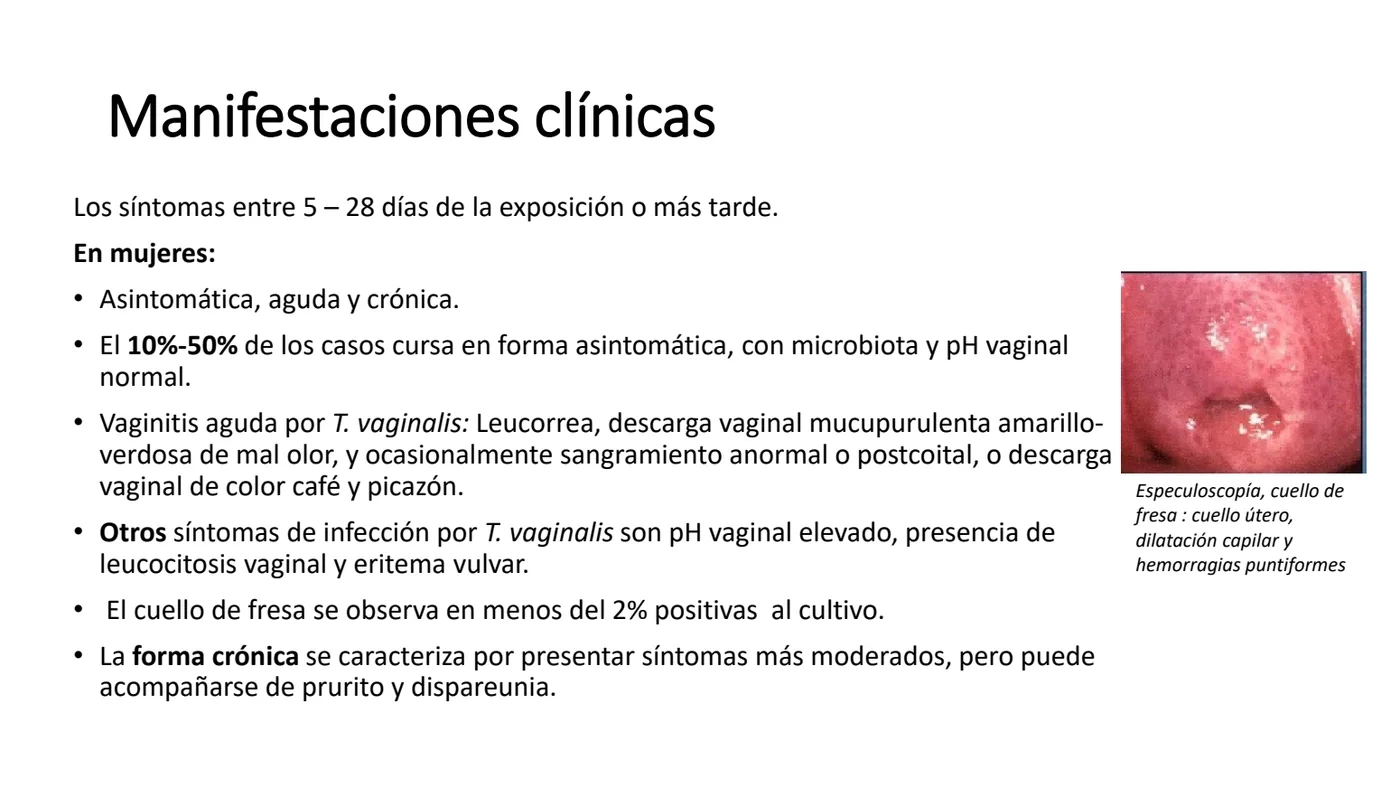 Manifestaciones clínicas
Los síntomas entre 5 – 28 días de la exposición o más tarde.
En mujeres:
• Asintomática, aguda y crónica.
• El 10%-50% de los casos cursa en forma asintomática, con microbiota y pH vaginal
normal.
• Vaginitis aguda por T. vaginalis: Leucorrea, descarga vaginal mucupurulenta amarillo-
verdosa de mal olor, y ocasionalmente sangramiento anormal o postcoital, o descarga
vaginal de color café y picazón.
• Otros síntomas de infección por T. vaginalis son pH vaginal elevado, presencia de
leucocitosis vaginal y eritema vulvar.
• El cuello de fresa se observa en menos del 2% positivas  al cultivo.
• La forma crónica se caracteriza por presentar síntomas más moderados, pero puede
acompañarse de prurito y dispareunia.
Especuloscopía, cuello de
fresa : cuello útero,
dilatación capilar y
hemorragias puntiformes